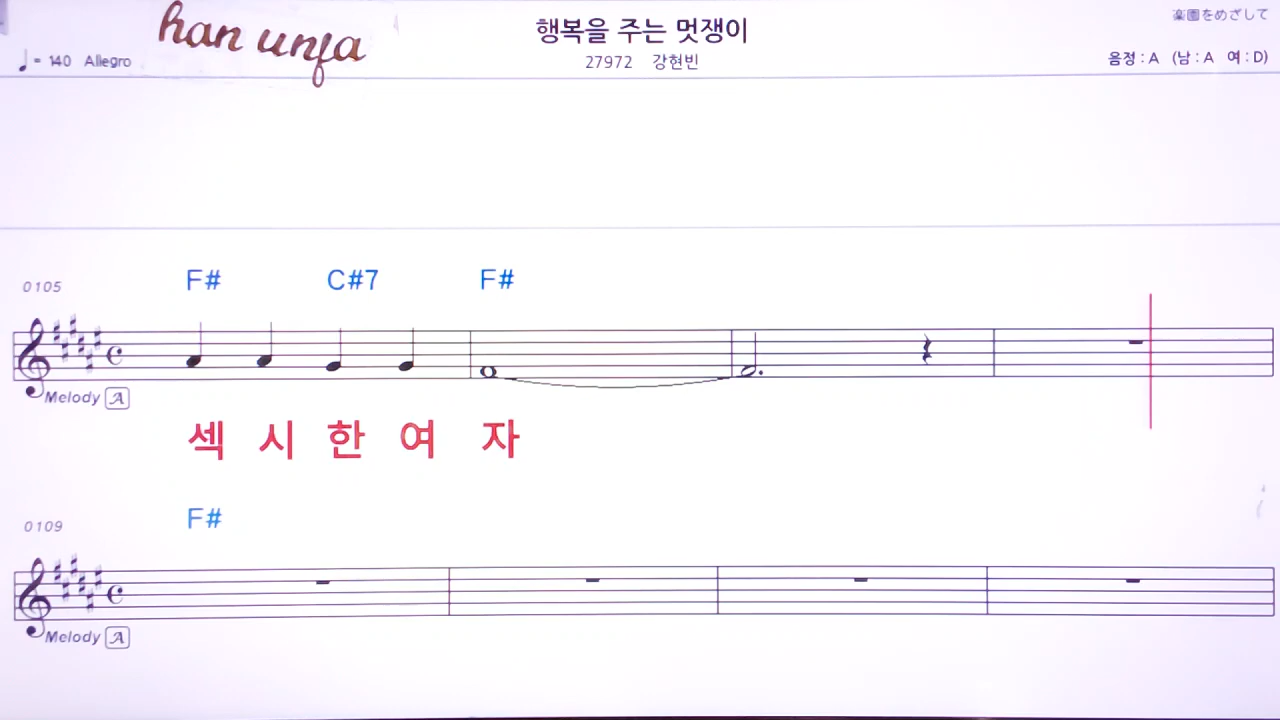 han unfa
행복을 주는 멋쟁이
楽園をめざして
♩= 140 Allegro
27972 강현빈
음정 : A (남 : A 여 : D)
0105
F# C#7 F#
Melody A
섹 시 한 여 자
0109
F#
Melody A